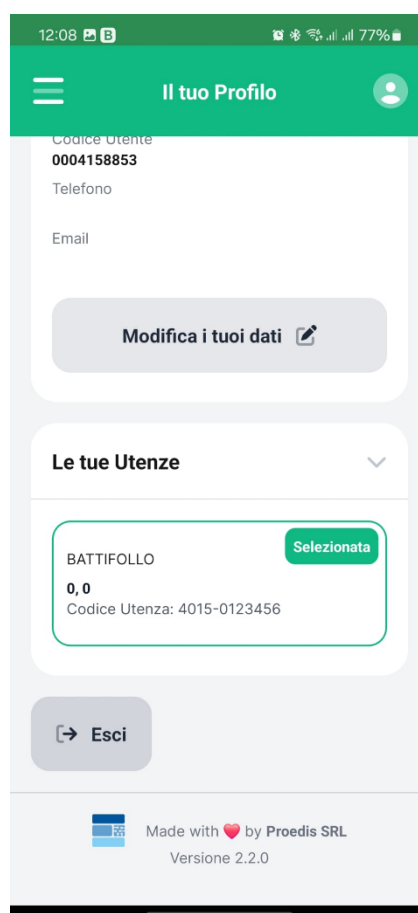 12:08 77%
Il tuo Profilo
Codice Utente
0004158853
Telefono
Email
Modifica i tuoi dati
Le tue Utenze
Selezionata
BATTIFOLLO
0, 0
Codice Utenza: 4015-0123456
Esci
Made with ❤️ by Proedis SRL
Versione 2.2.0